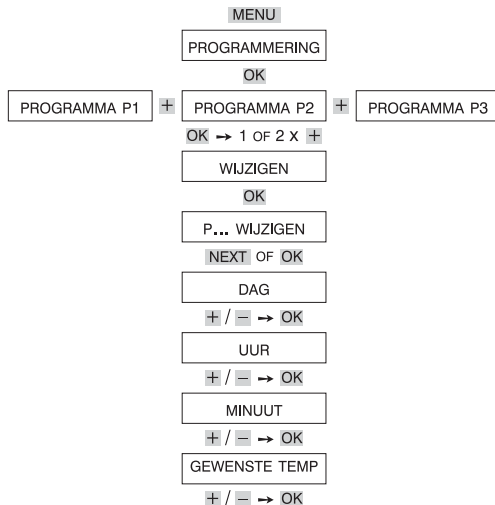 MENU
PROGRAMMERING
OK
PROGRAMMA P1 + PROGRAMMA P2 + PROGRAMMA P3
OK → 1 OF 2 X +
WIJZIGEN
OK
P... WIJZIGEN
NEXT OF OK
DAG
+ / – → OK
UUR
+ / – → OK
MINUUT
+ / – → OK
GEWENSTE TEMP
+ / – → OK